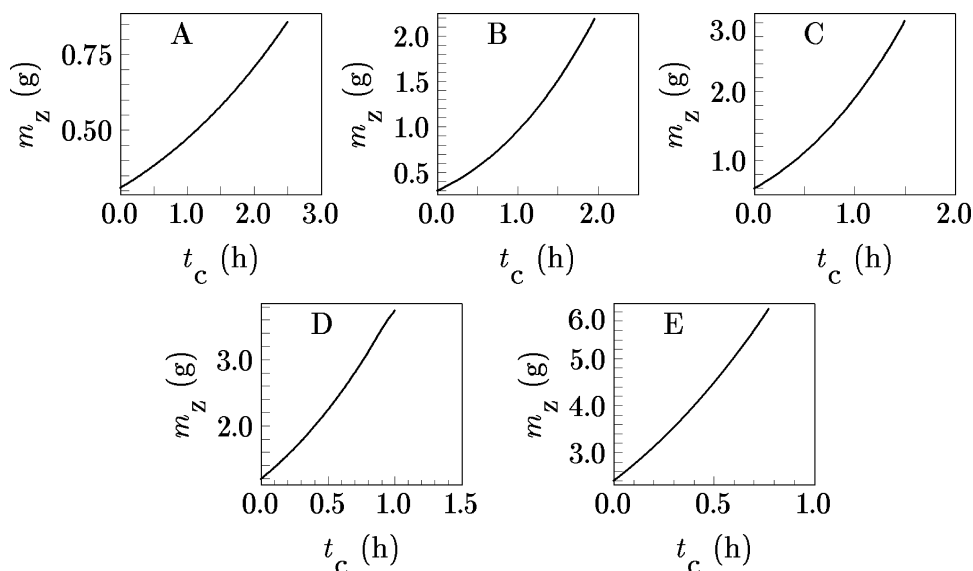 A
B
C
0.75
0.50
m_z (g)
0.0 1.0 2.0 3.0
t_c (h)
2.0
1.5
1.0
0.5
m_z (g)
0.0 1.0 2.0
t_c (h)
3.0
2.0
1.0
m_z (g)
0.0 1.0 2.0
t_c (h)
D
E
3.0
2.0
m_z (g)
0.0 0.5 1.0 1.5
t_c (h)
6.0
5.0
4.0
3.0
m_z (g)
0.0 0.5 1.0
t_c (h)